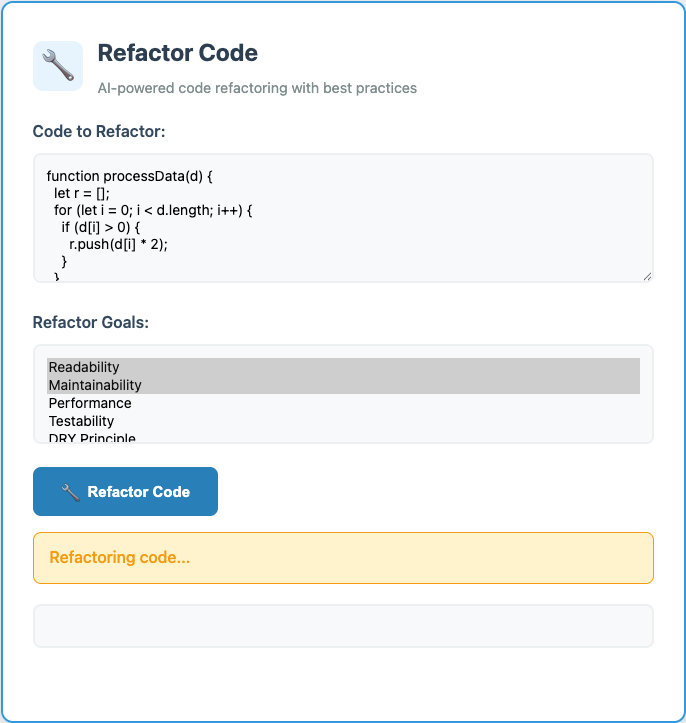 Refactor Code
AI-powered code refactoring with best practices
Code to Refactor:
function processData(d) {
  let r = [];
  for (let i = 0; i < d.length; i++) {
    if (d[i] > 0) {
      r.push(d[i] * 2);
    }
  }
Refactor Goals:
Readability
Maintainability
Performance
Testability
DRY Principle
Refactor Code
Refactoring code...